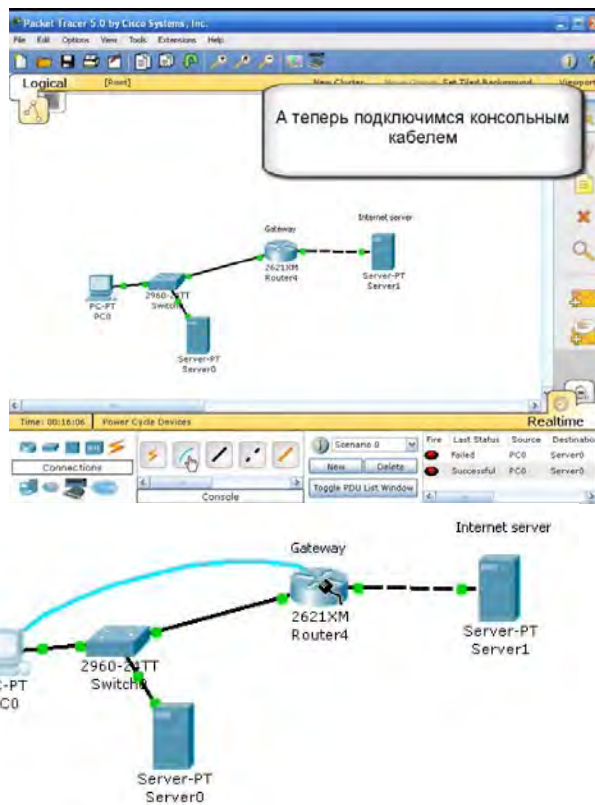 Packet Tracer 5.0 by Cisco Systems, Inc.
File Edit Options View Tools Extensions Help
Logical [Root] New Cluster Set Tiled Background Viewport
А теперь подключимся консольным
кабелем
Internet server
Gateway
2621XM
Router4
Server-PT
Server1
PC-PT
PC0
2960-24TT
Switch0
Server-PT
Server0
Time: 00:16:06 Power Cycle Devices Realtime
Connections
Console
Scenario 0
New Delete
Toggle PDU List Window
Fire Last Status Source Destinatio
Failed PC0 Server0
Successful PC0 Server0
Internet server
Gateway
2621XM
Router4
Server-PT
Server1
2960-24TT
Switch0
C-PT
C0
Server-PT
Server0